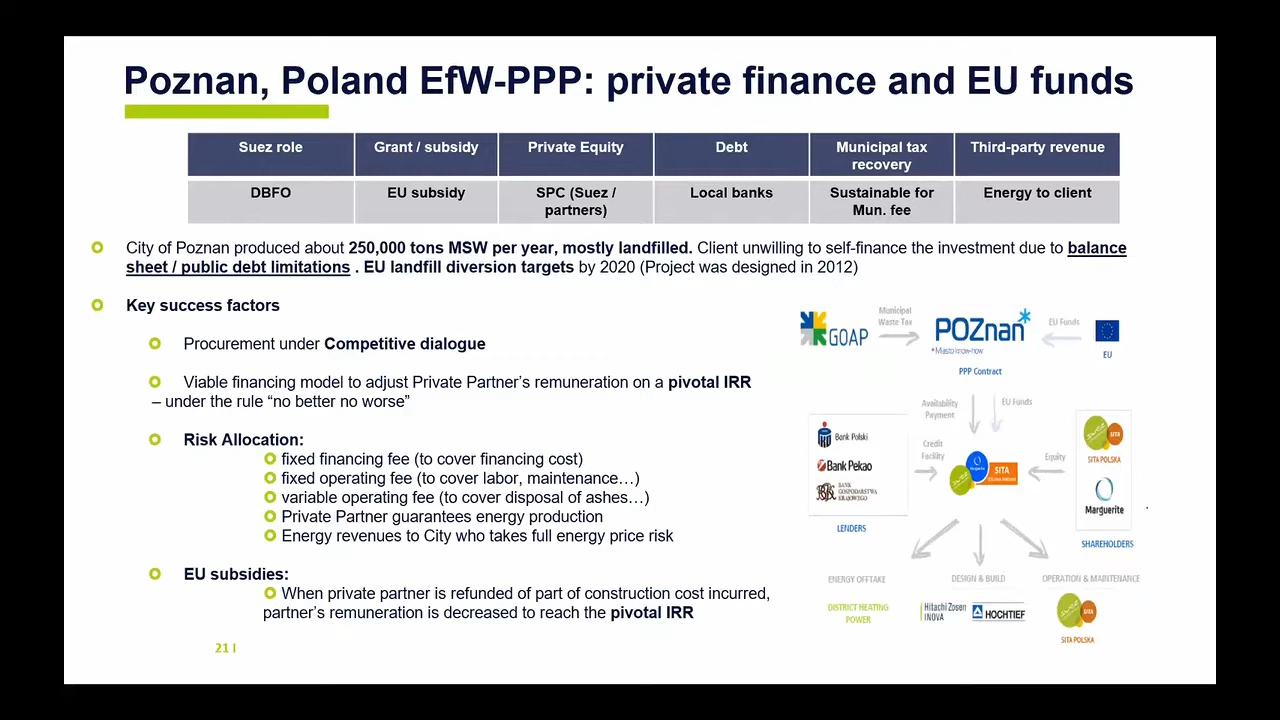 Poznan, Poland EfW-PPP: private finance and EU funds
Suez role
Grant / subsidy
Private Equity
Debt
Municipal tax
recovery
Third-party revenue
DBFO
EU subsidy
SPC (Suez /
partners)
Local banks
Sustainable for
Mun. fee
Energy to client
City of Poznan produced about 250,000 tons MSW per year, mostly landfilled. Client unwilling to self-finance the investment due to balance
sheet / public debt limitations . EU landfill diversion targets by 2020 (Project was designed in 2012)
Key success factors
Procurement under Competitive dialogue
Viable financing model to adjust Private Partner's remuneration on a pivotal IRR
– under the rule “no better no worse”
Risk Allocation:
fixed financing fee (to cover financing cost)
fixed operating fee (to cover labor, maintenance…)
variable operating fee (to cover disposal of ashes…)
Private Partner guarantees energy production
Energy revenues to City who takes full energy price risk
EU subsidies:
When private partner is refunded of part of construction cost incurred,
partner's remuneration is decreased to reach the pivotal IRR
21 I
GOAP
Municipal
Waste Tax
POZnan*
*Miasto know-how
EU Funds
EU
PPP Contract
Availability
Payment
EU Funds
Bank Polski
Bank Pekao
BANK
GOSPODARSTWA
KRAJOWEGO
LENDERS
Credit
Facility
SITA
Equity
SITA
SITA POLSKA
Marguerite
SHAREHOLDERS
ENERGY OFFTAKE
DESIGN & BUILD
OPERATION & MAINTENANCE
DISTRICT HEATING
POWER
Hitachi Zosen
INOVA
HOCHTIEF
SITA
SITA POLSKA